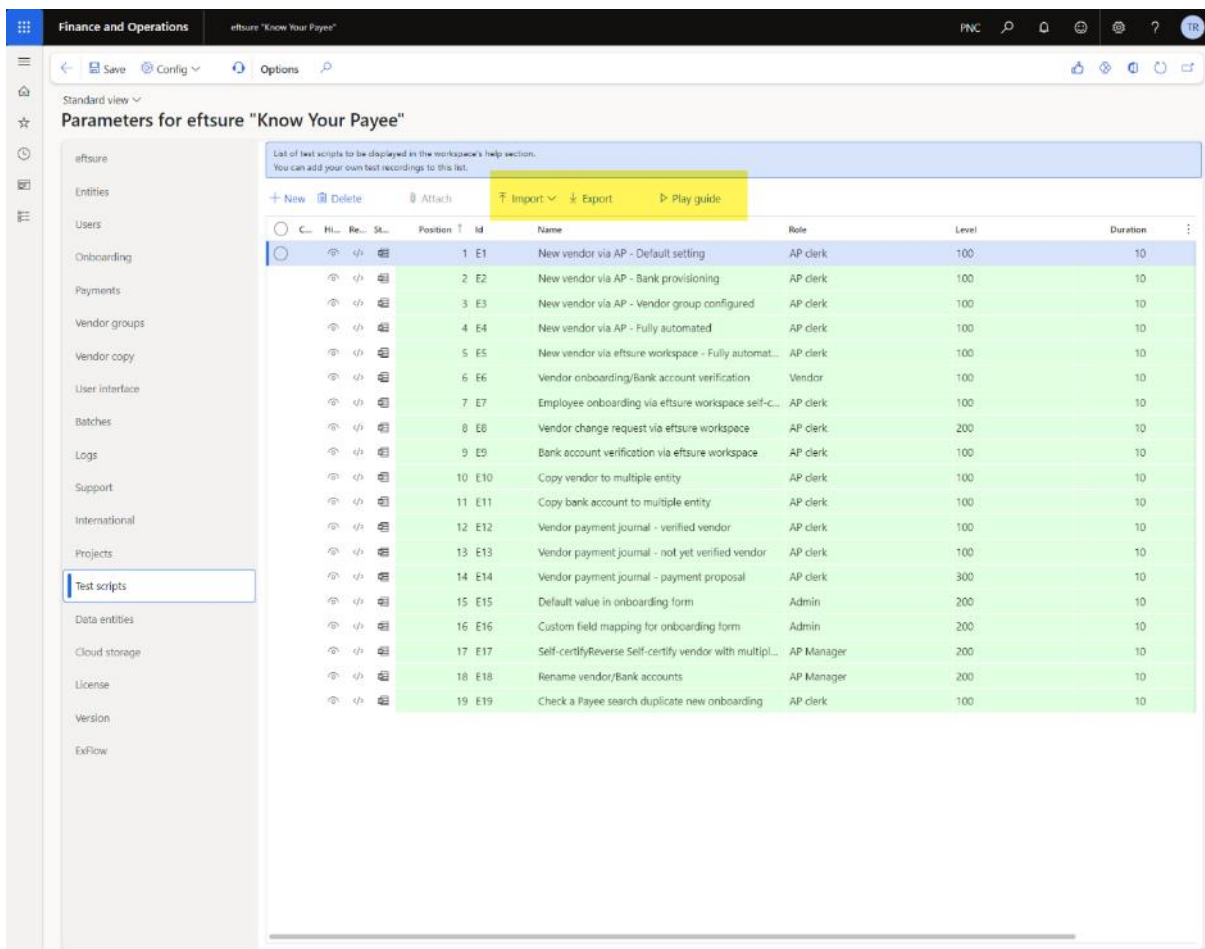 Finance and Operations eftsure "Know Your Payee" PNC ? TR
Save Config Options
Standard view
Parameters for eftsure "Know Your Payee"
eftsure
Entities
Users
Onboarding
Payments
Vendor groups
Vendor copy
User interface
Batches
Logs
Support
International
Projects
Test scripts
Data entities
Cloud storage
License
Version
ExFlow
List of test scripts to be displayed in the workspace's help section.
You can add your own test recordings to this list.
New Delete Attach Import Export Play guide
C... Hi... Re... St... Position Id Name Role Level Duration
1 E1 New vendor via AP - Default setting AP clerk 100 10
2 E2 New vendor via AP - Bank provisioning AP clerk 100 10
3 E3 New vendor via AP - Vendor group configured AP clerk 100 10
4 E4 New vendor via AP - Fully automated AP clerk 100 10
5 E5 New vendor via eftsure workspace - Fully automat... AP clerk 100 10
6 E6 Vendor onboarding/Bank account verification Vendor 100 10
7 E7 Employee onboarding via eftsure workspace self-c... AP clerk 100 10
8 E8 Vendor change request via eftsure workspace AP clerk 200 10
9 E9 Bank account verification via eftsure workspace AP clerk 100 10
10 E10 Copy vendor to multiple entity AP clerk 100 10
11 E11 Copy bank account to multiple entity AP clerk 100 10
12 E12 Vendor payment journal - verified vendor AP clerk 100 10
13 E13 Vendor payment journal - not yet verified vendor AP clerk 100 10
14 E14 Vendor payment journal - payment proposal AP clerk 300 10
15 E15 Default value in onboarding form Admin 200 10
16 E16 Custom field mapping for onboarding form Admin 200 10
17 E17 Self-certifyReverse Self-certify vendor with multipl... AP Manager 200 10
18 E18 Rename vendor/Bank accounts AP Manager 200 10
19 E19 Check a Payee search duplicate new onboarding AP clerk 100 10